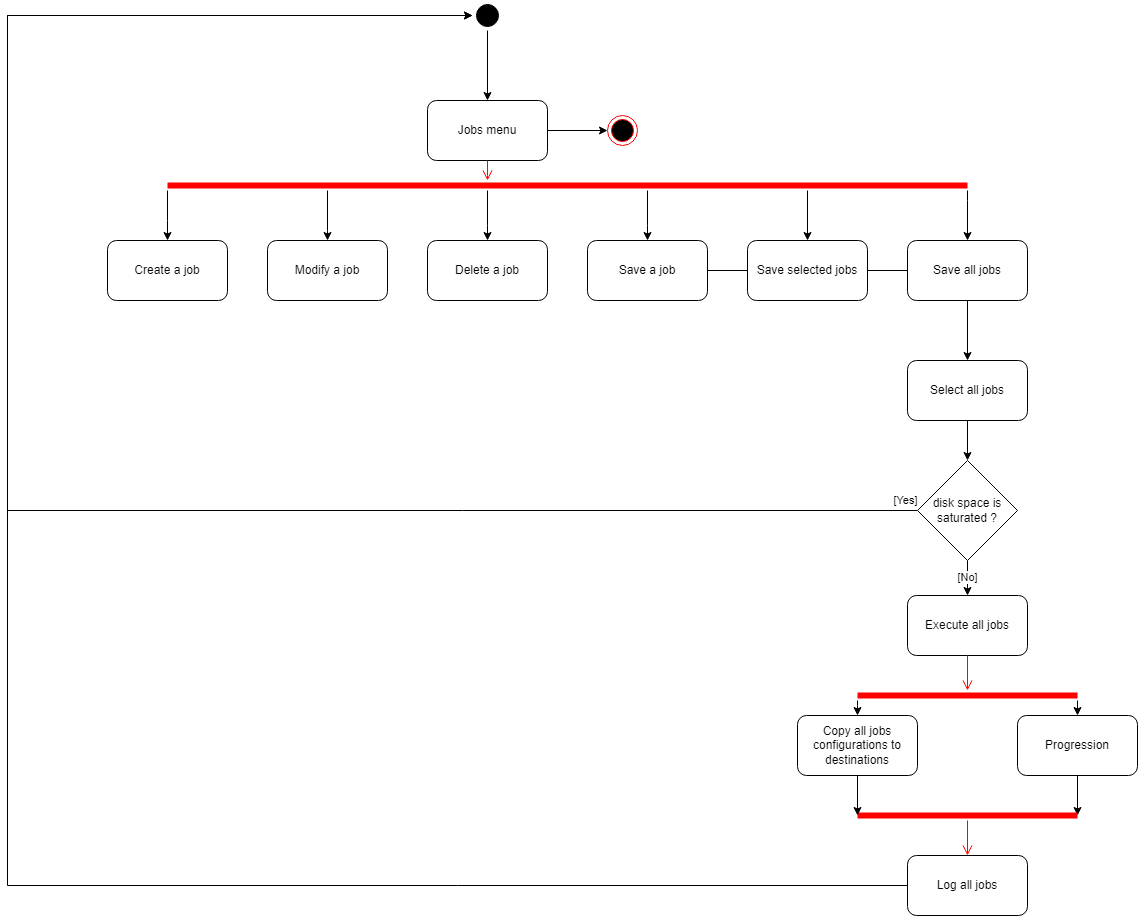 Jobs menu
Create a job
Modify a job
Delete a job
Save a job
Save selected jobs
Save all jobs
Select all jobs
[Yes]
disk space is
saturated ?
[No]
Execute all jobs
Copy all jobs
configurations to
destinations
Progression
Log all jobs